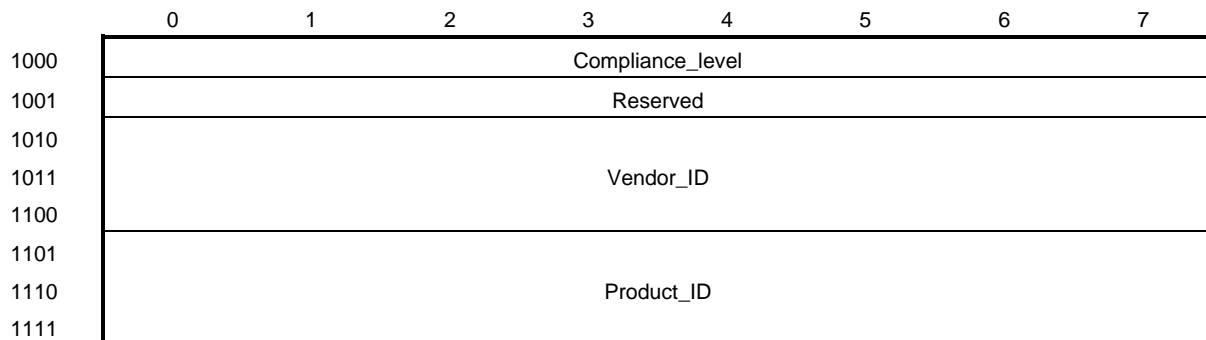 0 1 2 3 4 5 6 7
1000 Compliance_level
1001 Reserved
1010
1011 Vendor_ID
1100
1101
1110 Product_ID
1111